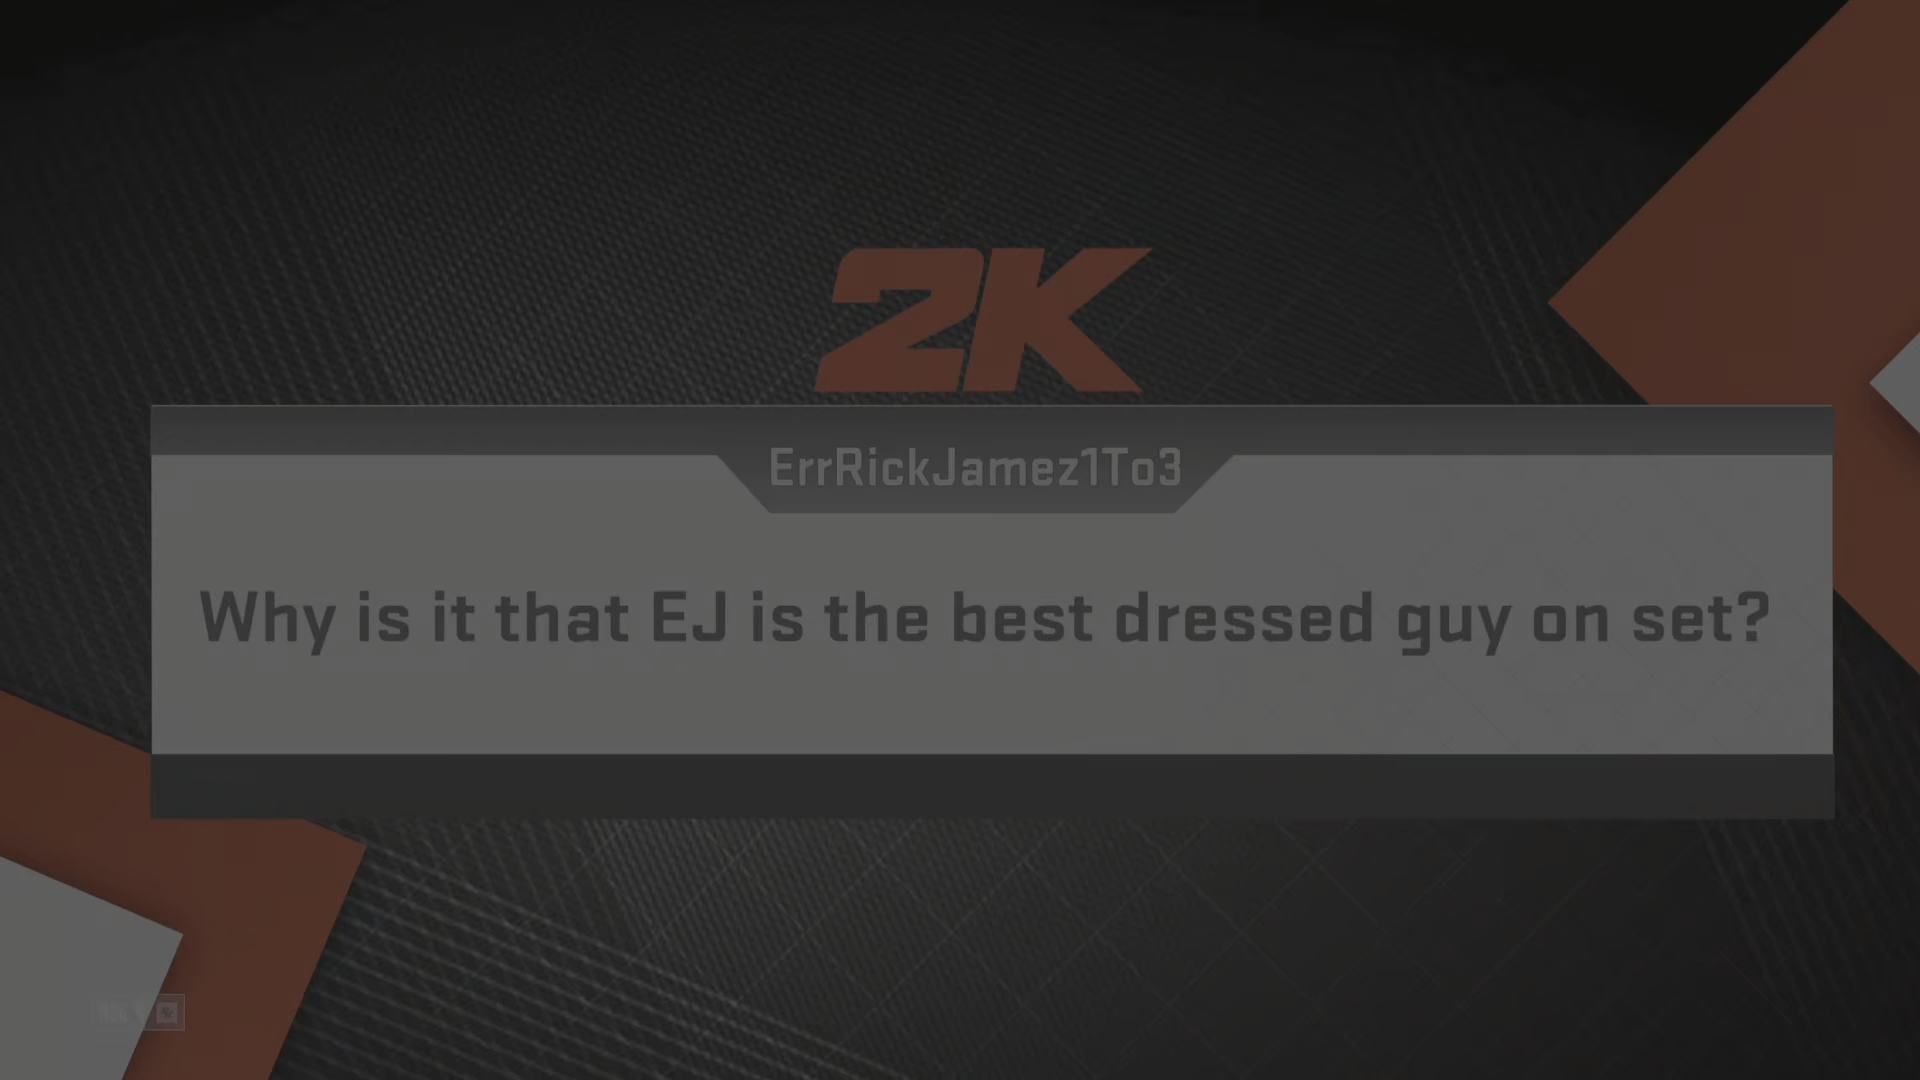 2K
ErrRickJamez1To3
Why is it that EJ is the best dressed guy on set?